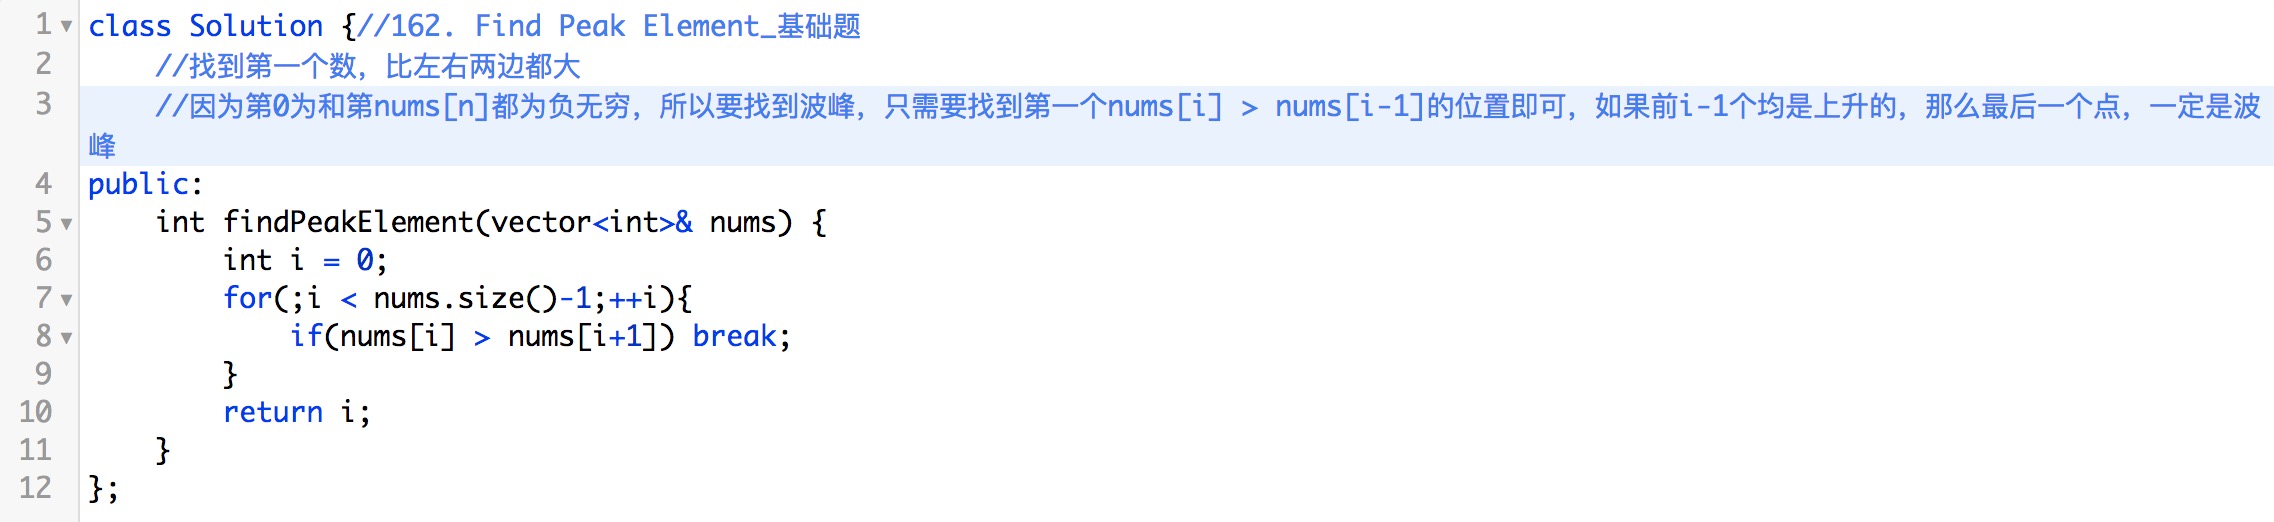 1 class Solution {//162. Find Peak Element_基础题
2     //找到第一个数，比左右两边都大
3     //因为第0为和第nums[n]都为负无穷，所以要找到波峰，只需要找到第一个nums[i] > nums[i-1]的位置即可，如果前i-1个均是上升的，那么最后一个点，一定是波
峰
4 public:
5     int findPeakElement(vector<int>& nums) {
6         int i = 0;
7         for(;i < nums.size()-1;++i){
8             if(nums[i] > nums[i+1]) break;
9         }
10         return i;
11     }
12 };